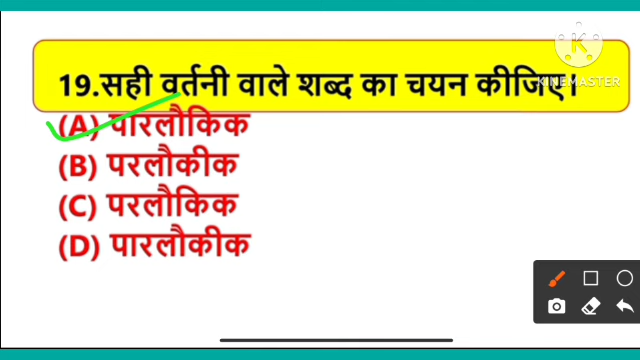 19.सही वर्तनी वाले शब्द का चयन कीजिए।
(A) पारलौकिक
(B) परलौकीक
(C) परलौकिक
(D) पारलौकीक
K
KINEMASTER